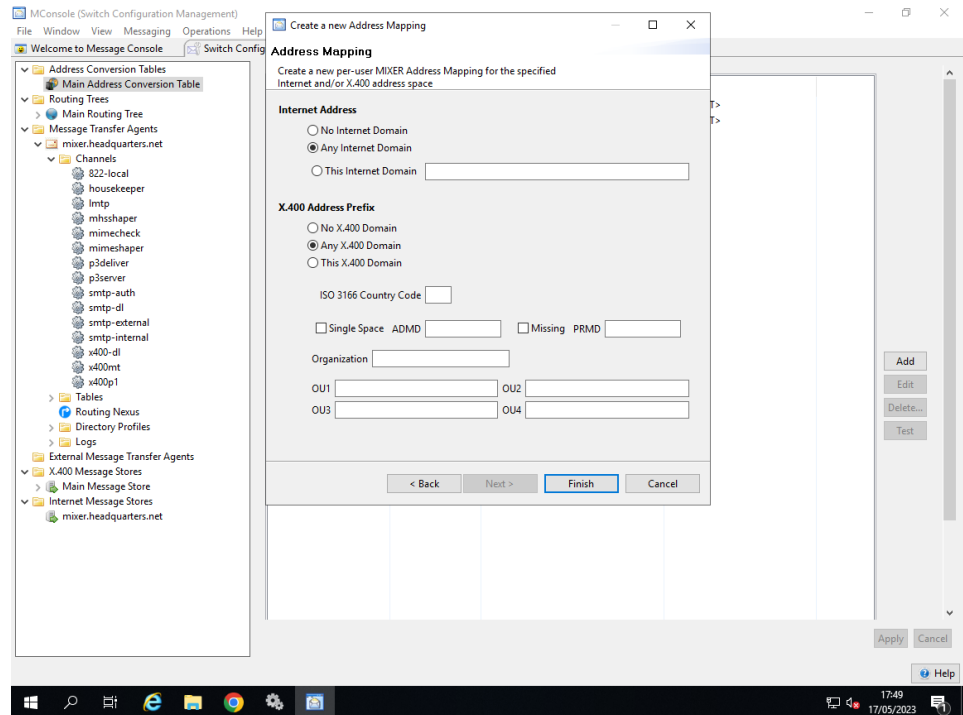 MConsole (Switch Configuration Management)
File Window View Messaging Operations Help
Welcome to Message Console
Switch Config
Address Conversion Tables
Main Address Conversion Table
Routing Trees
Main Routing Tree
Message Transfer Agents
mixer.headquarters.net
Channels
822-local
housekeeper
lmtp
mhsshaper
mimecheck
mimeshaper
p3deliver
p3server
smtp-auth
smtp-dl
smtp-external
smtp-internal
x400-dl
x400mt
x400p1
Tables
Routing Nexus
Directory Profiles
Logs
External Message Transfer Agents
X.400 Message Stores
Main Message Store
Internet Message Stores
mixer.headquarters.net
Create a new Address Mapping
Address Mapping
Create a new per-user MIXER Address Mapping for the specified
Internet and/or X.400 address space
Internet Address
No Internet Domain
Any Internet Domain
This Internet Domain
X.400 Address Prefix
No X.400 Domain
Any X.400 Domain
This X.400 Domain
ISO 3166 Country Code
Single Space ADMD Missing PRMD
Organization
OU1 OU2
OU3 OU4
< Back Next > Finish Cancel
T>
T>
Add
Edit
Delete...
Test
Apply Cancel
Help
17:49
17/05/2023
1